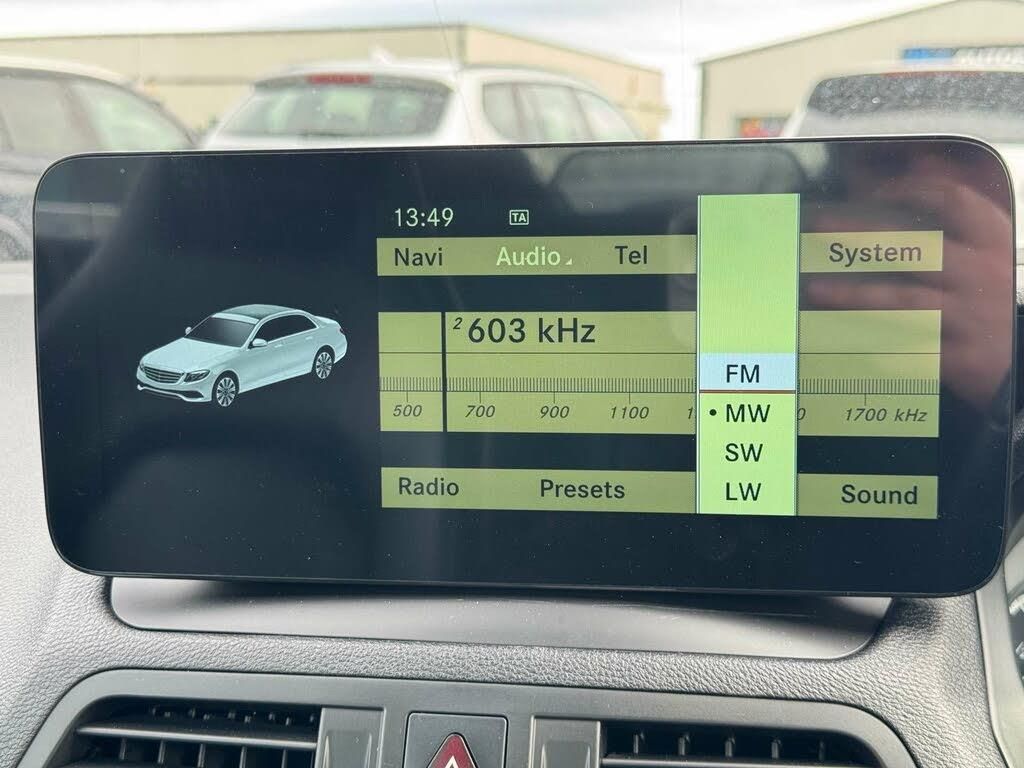 13:49 TA
Navi Audio Tel System
2 603 kHz
FM
500 700 900 1100 1700 kHz
• MW
SW
Radio Presets Sound
LW